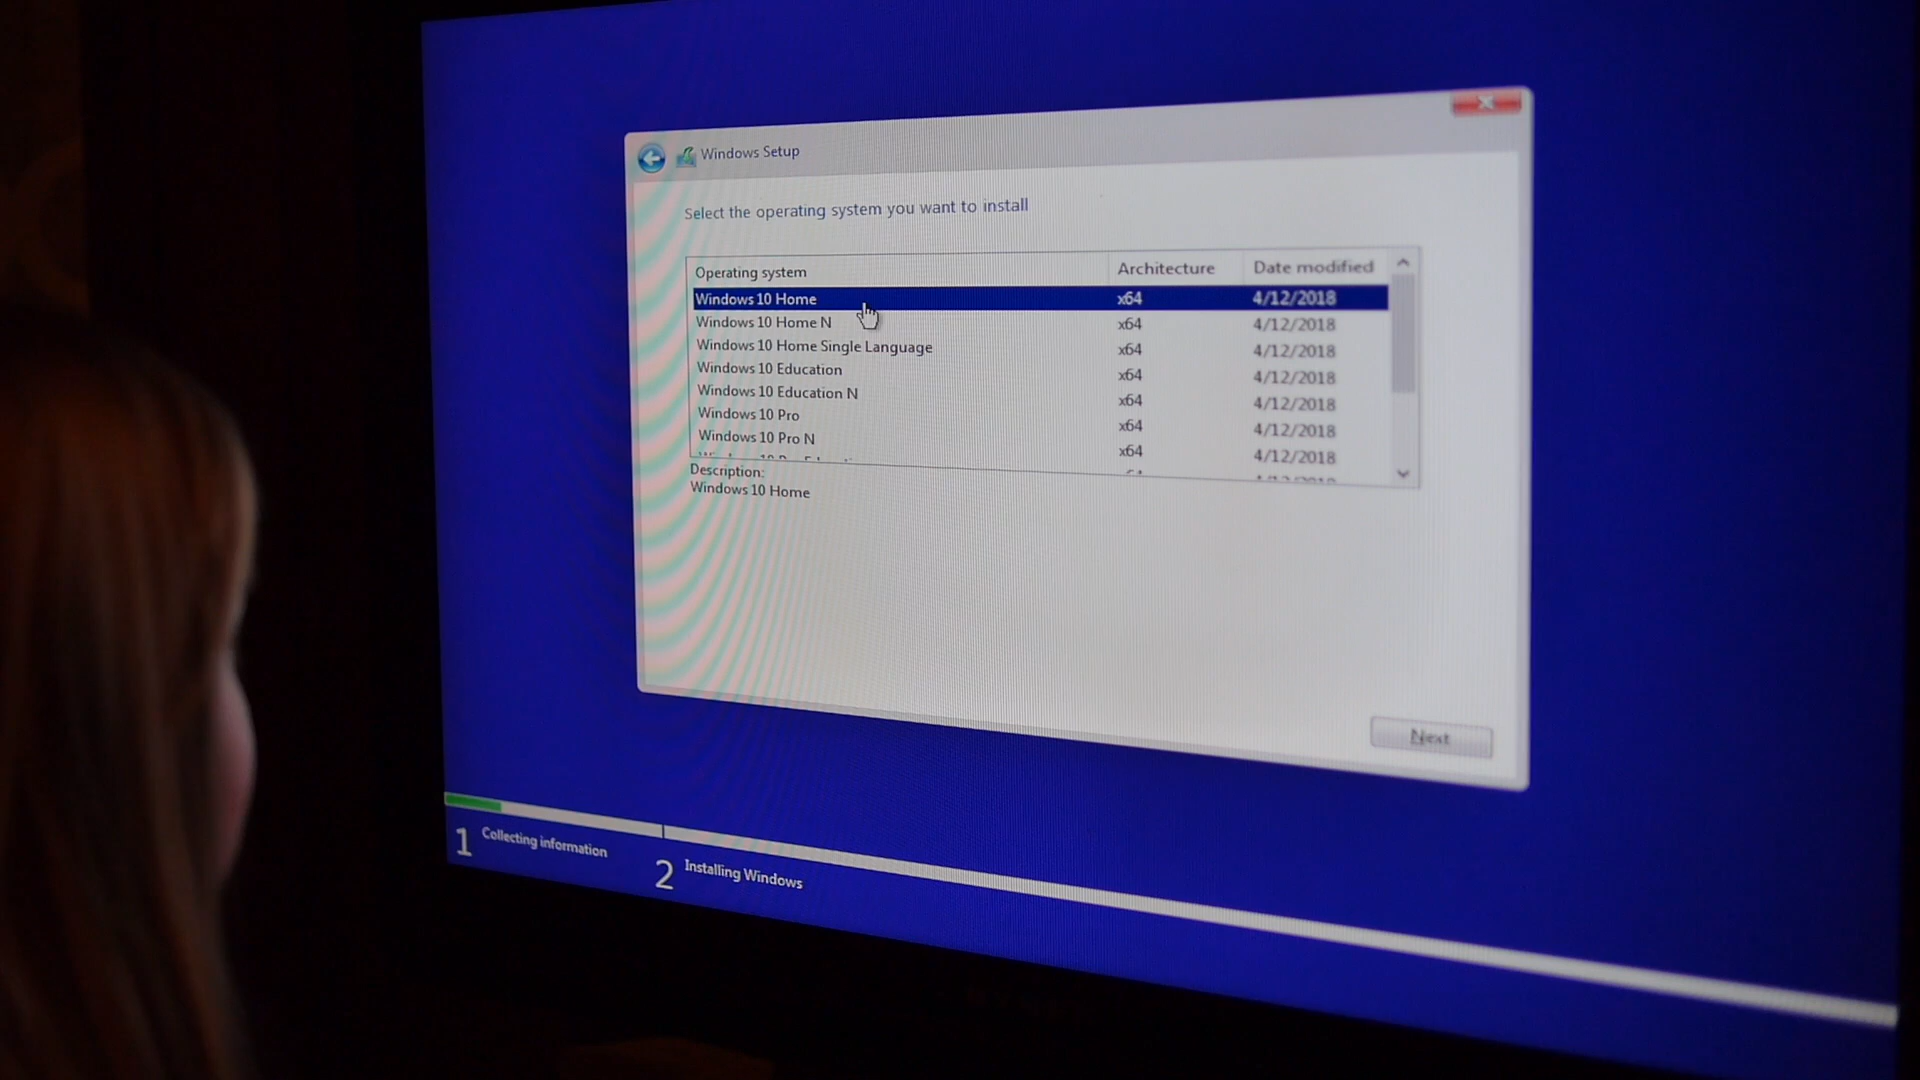 Windows Setup
Select the operating system you want to install
Operating system Architecture Date modified
Windows 10 Home x64 4/12/2018
Windows 10 Home N x64 4/12/2018
Windows 10 Home Single Language x64 4/12/2018
Windows 10 Education x64 4/12/2018
Windows 10 Education N x64 4/12/2018
Windows 10 Pro x64 4/12/2018
Windows 10 Pro N x64 4/12/2018
Description:
Windows 10 Home
Next
1 Collecting information
2 Installing Windows